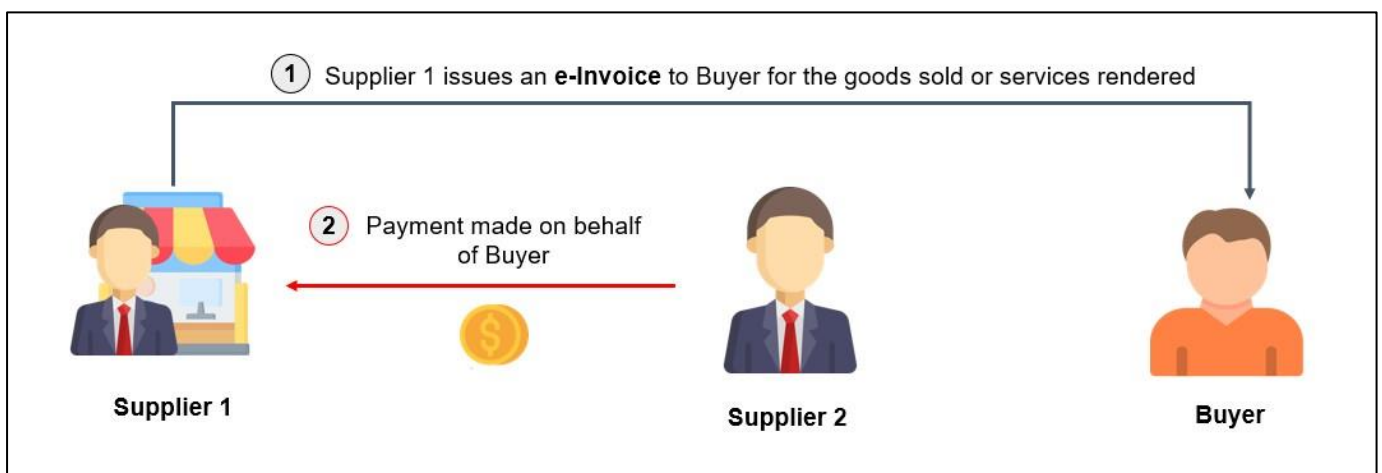 1 Supplier 1 issues an e-Invoice to Buyer for the goods sold or services rendered
2 Payment made on behalf
of Buyer
$
Supplier 1
Supplier 2
Buyer